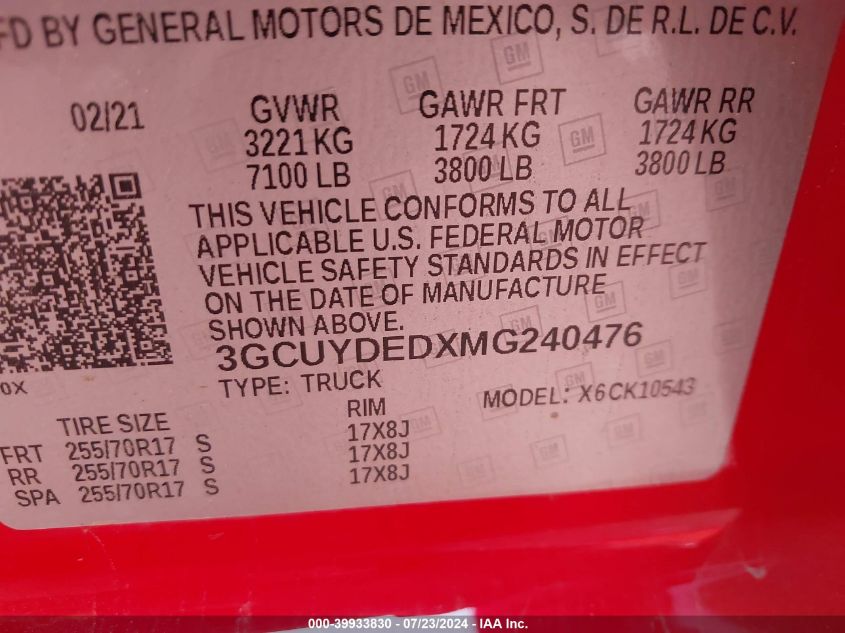 FD BY GENERAL MOTORS DE MEXICO, S. DE R.L. DE C.V.
02/21 GVWR GAWR FRT GAWR RR
3221 KG 1724 KG 1724 KG
7100 LB 3800 LB 3800 LB
THIS VEHICLE CONFORMS TO ALL
APPLICABLE U.S. FEDERAL MOTOR
VEHICLE SAFETY STANDARDS IN EFFECT
ON THE DATE OF MANUFACTURE
SHOWN ABOVE.
3GCUYDEDXMG240476
0X TYPE: TRUCK MODEL: X6CK10543
TIRE SIZE RIM
FRT 255/70R17 S 17X8J
RR 255/70R17 S 17X8J
SPA 255/70R17 S 17X8J
GM
000-39933830 - 07/23/2024 - IAA Inc.